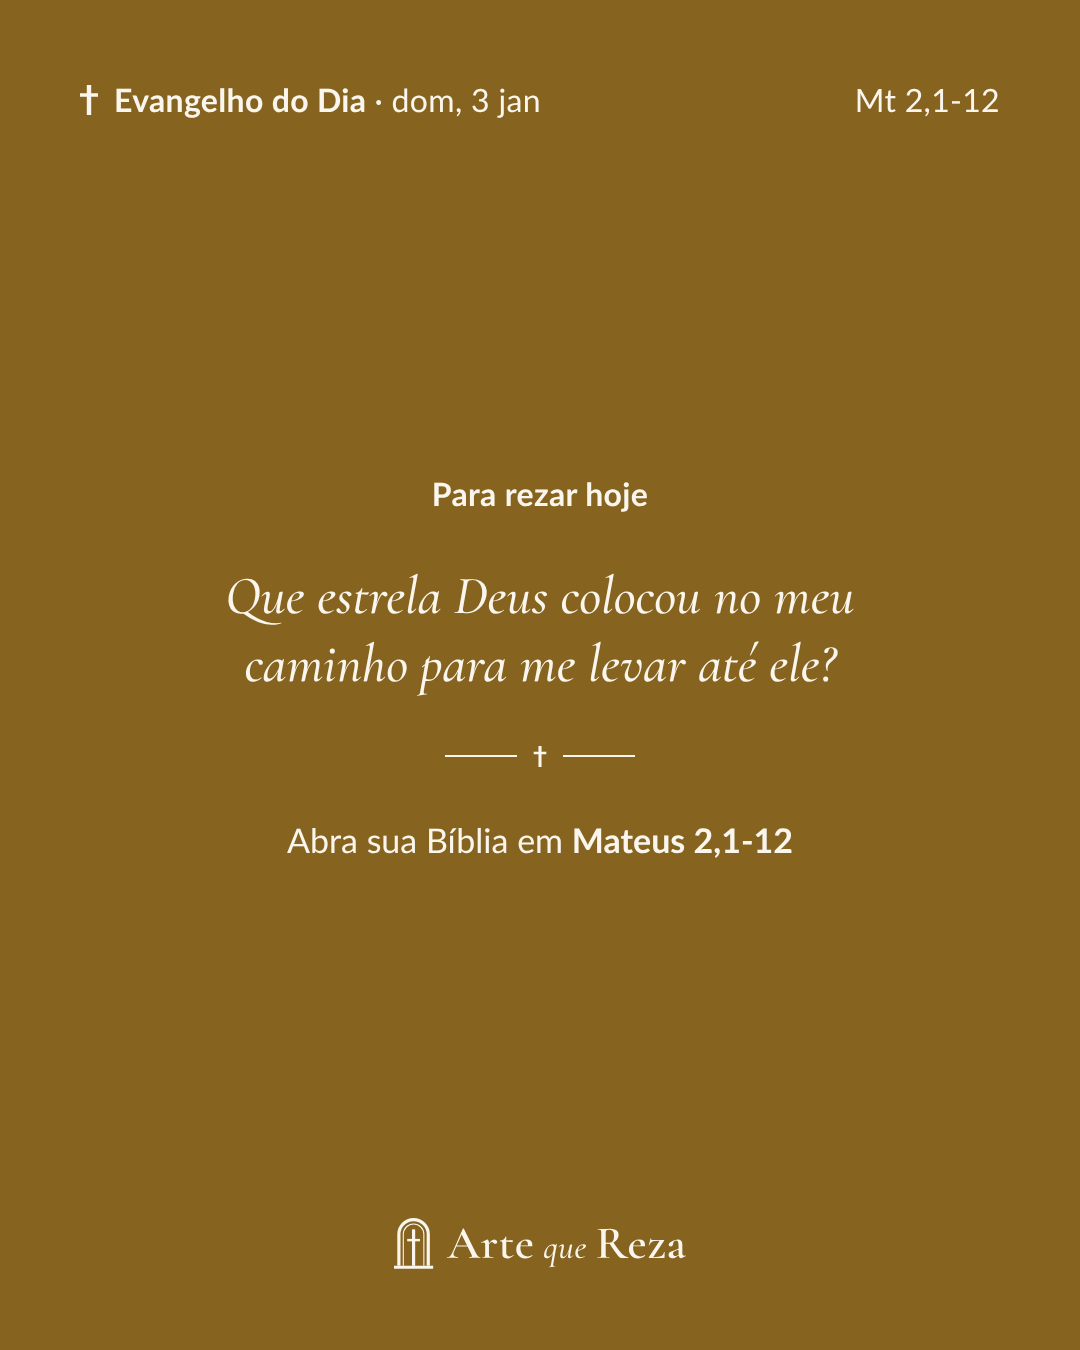 ✝ Evangelho do Dia · dom, 3 jan
Mt 2,1-12
Para rezar hoje
Que estrela Deus colocou no meu
caminho para me levar até ele?
✝
Abra sua Bíblia em Mateus 2,1-12
Arte que Reza